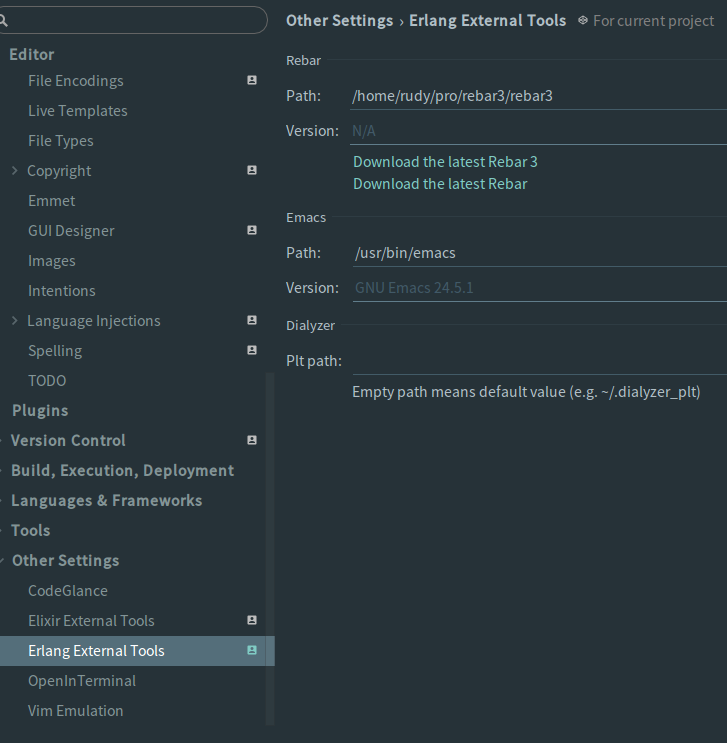 Editor
File Encodings
Live Templates
File Types
Copyright
Emmet
GUI Designer
Images
Intentions
Language Injections
Spelling
TODO
Plugins
Version Control
Build, Execution, Deployment
Languages & Frameworks
Tools
Other Settings
CodeGlance
Elixir External Tools
Erlang External Tools
OpenInTerminal
Vim Emulation
Other Settings › Erlang External Tools For current project
Rebar
Path: /home/rudy/pro/rebar3/rebar3
Version: N/A
Download the latest Rebar 3
Download the latest Rebar
Emacs
Path: /usr/bin/emacs
Version: GNU Emacs 24.5.1
Dialyzer
Plt path:
Empty path means default value (e.g. ~/.dialyzer_plt)